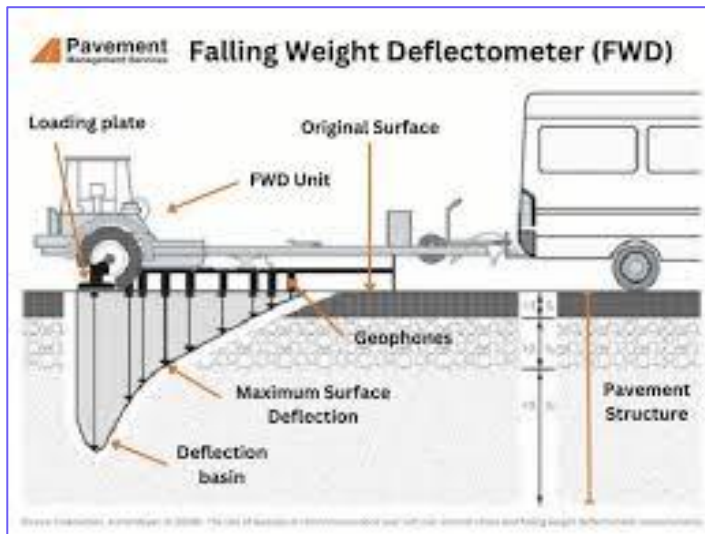 Pavement
Management Services
Falling Weight Deflectometer (FWD)
Loading plate
Original Surface
FWD Unit
Geophones
Maximum Surface
Deflection
Pavement
Structure
Deflection
basin